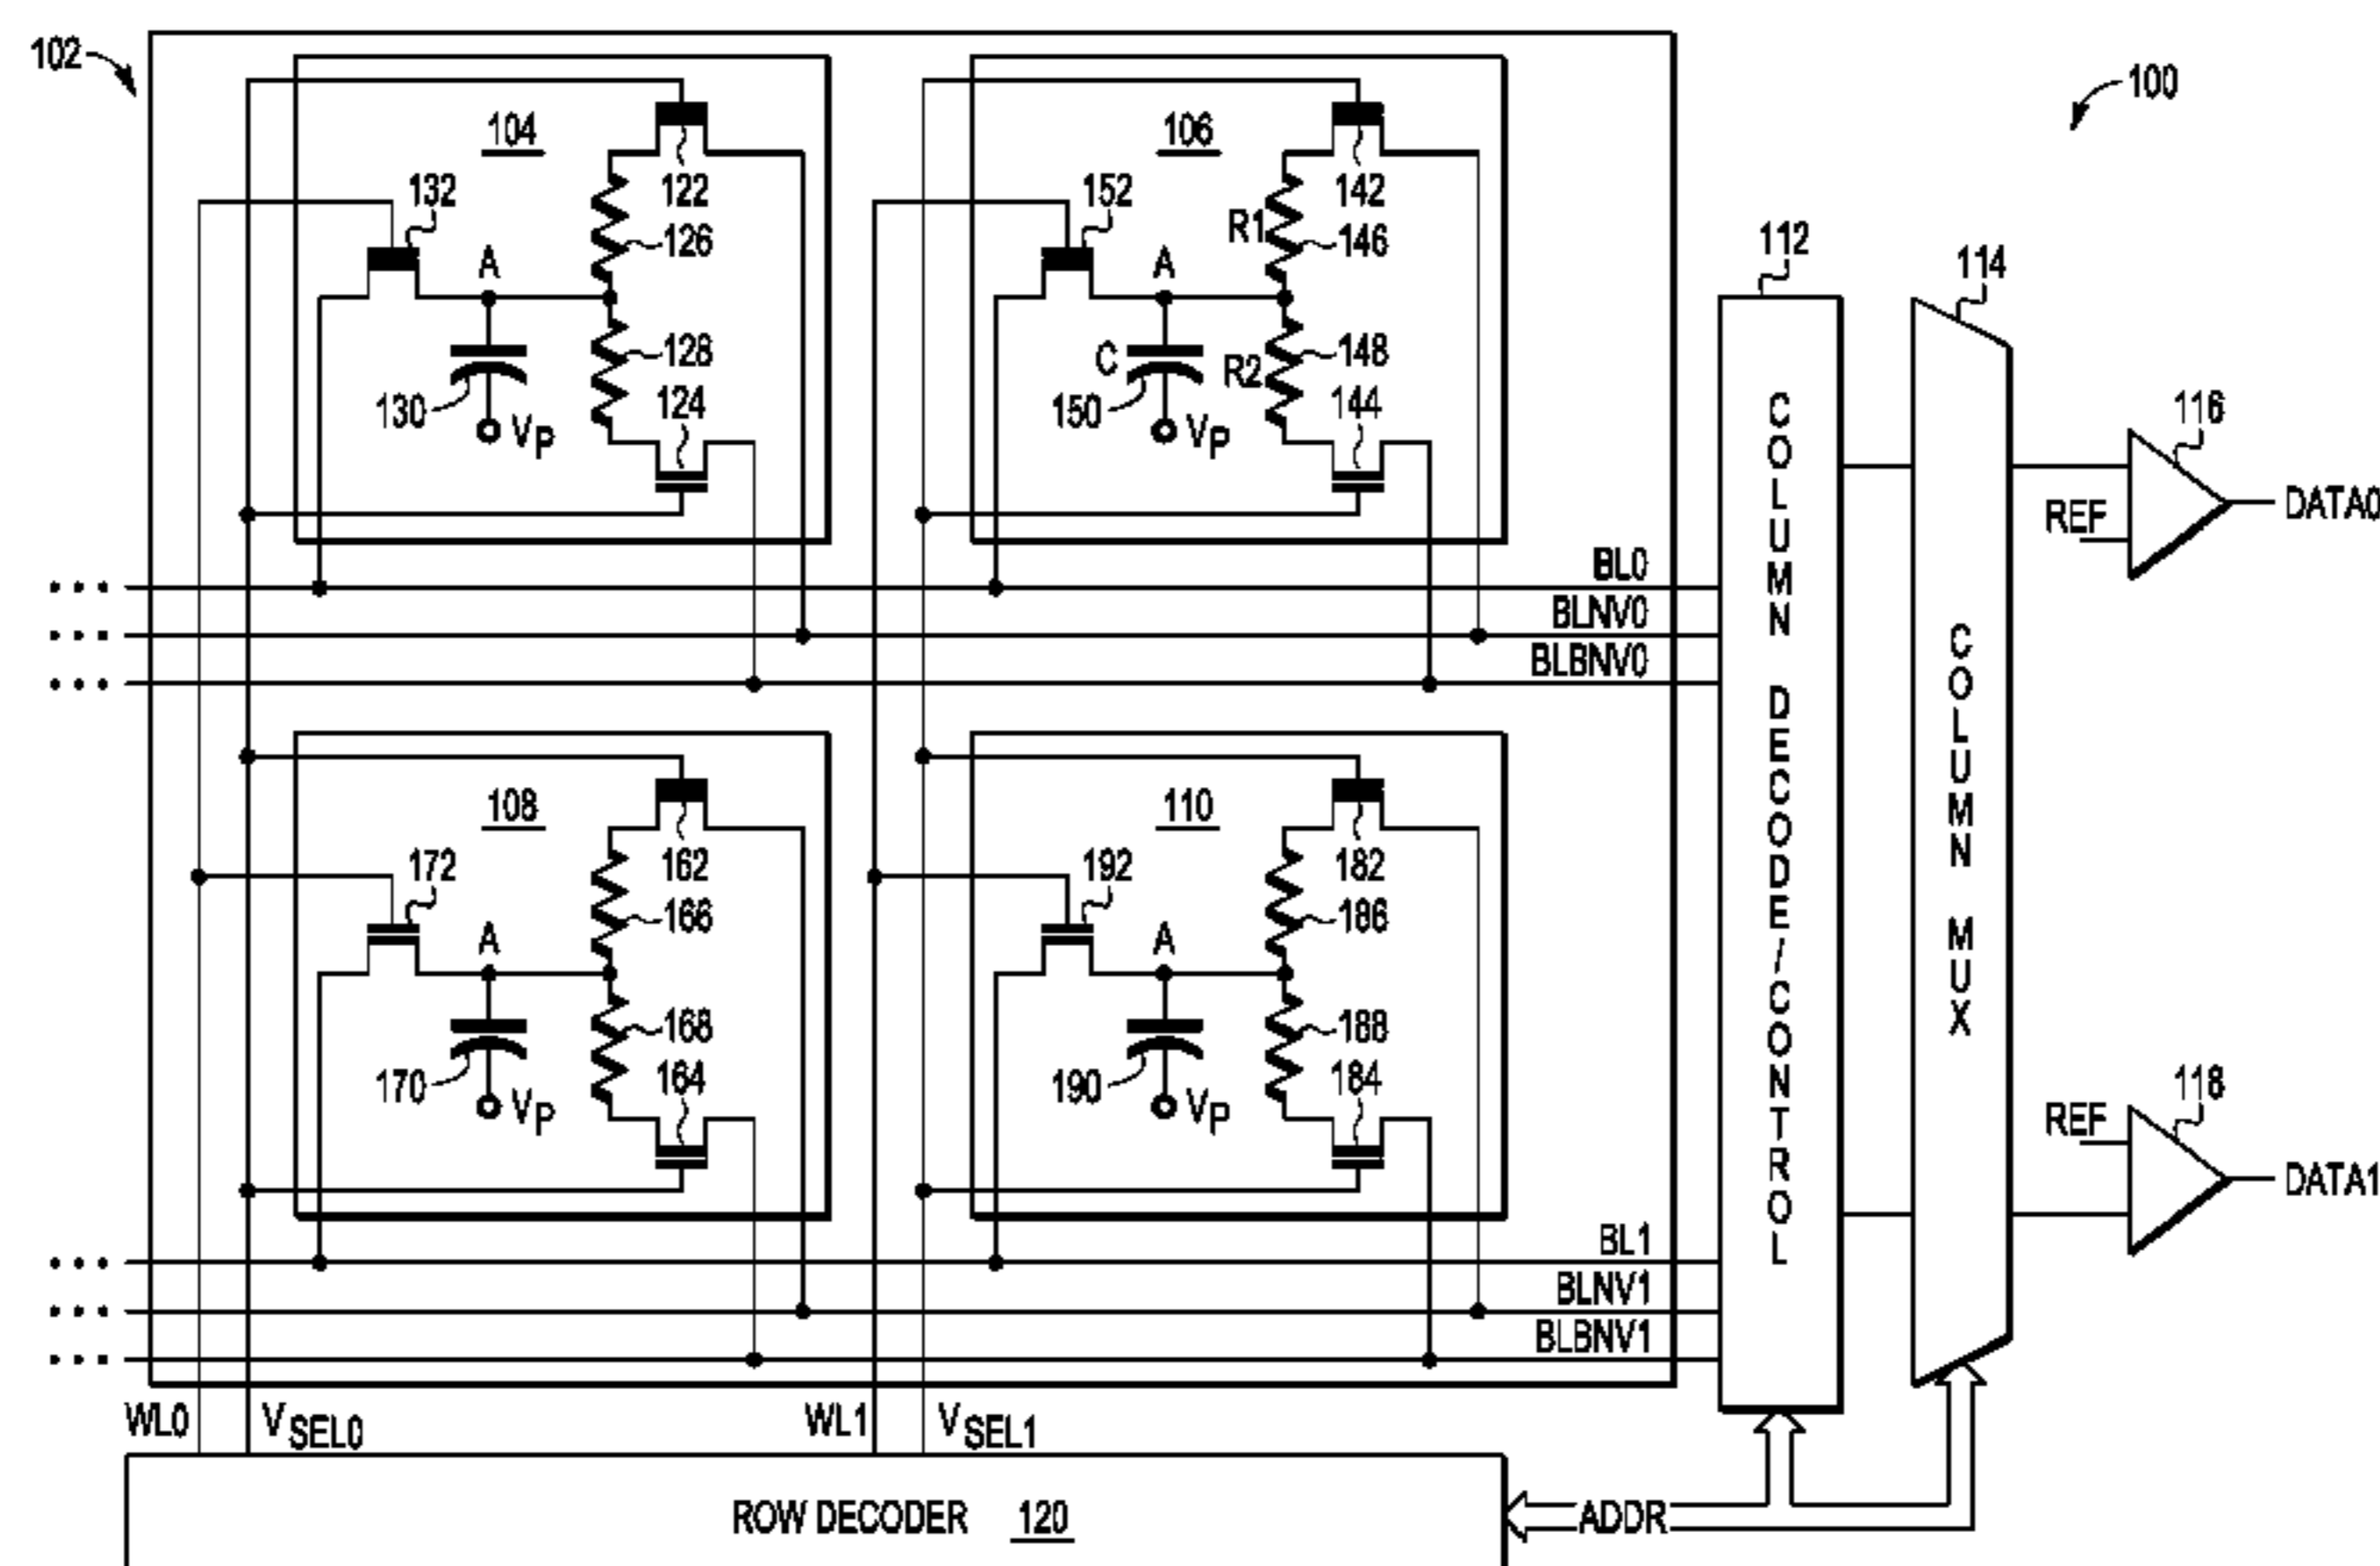 102
100
104
106
132
122
152
142
126
R1
146
A
A
112
114
128
C
R2
148
130
124
150
144
VP
VP
116
REF
DATA0
BL0
BLNV0
BLBNV0
COLUMN DECODE/CONTROL
COLUMN MUX
108
110
172
162
192
182
166
186
A
A
168
188
170
164
190
184
VP
VP
118
REF
DATA1
BL1
BLNV1
BLBNV1
WL0
VSEL0
WL1
VSEL1
ROW DECODER 120
ADDR